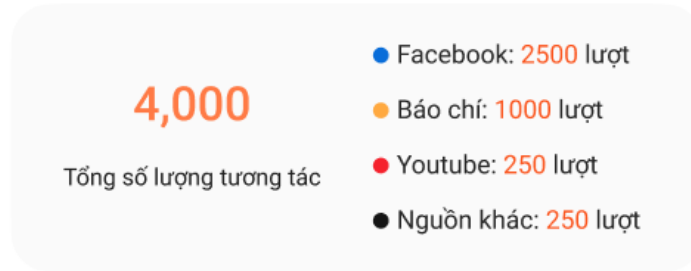 4,000
Tổng số lượng tương tác
Facebook: 2500 lượt
Báo chí: 1000 lượt
Youtube: 250 lượt
Nguồn khác: 250 lượt